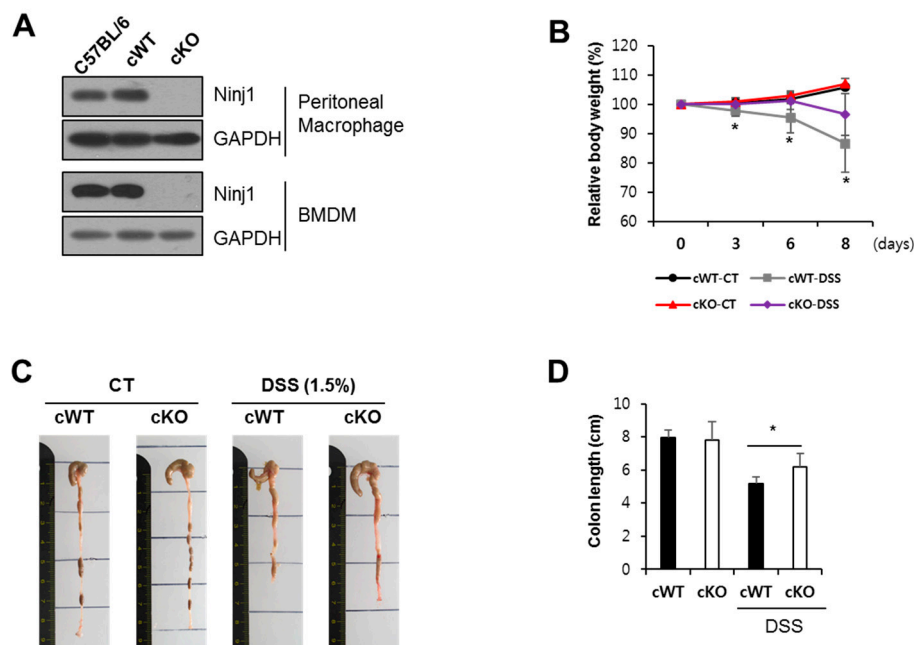 A
C57BL/6 cWT cKO
Ninj1
GAPDH
Peritoneal
Macrophage
Ninj1
GAPDH
BMDM
B
Relative body weight (%)
120
110
100
90
80
70
60
0 3 6 8 (days)
*
*
*
cWT-CT cWT-DSS
cKO-CT cKO-DSS
C
CT DSS (1.5%)
cWT cKO cWT cKO
D
Colon length (cm)
10
8
6
4
2
0
*
cWT cKO cWT cKO
DSS